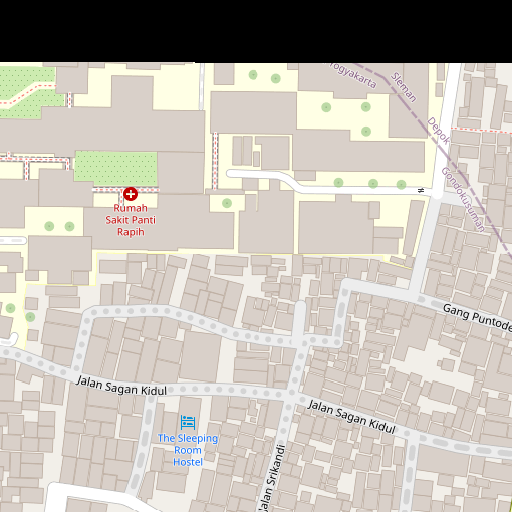 Yogyakarta
Sleman
Depok
Gondokusuman
Rumah
Sakit Panti
Rapih
Gang Puntode
Jalan Sagan Kidul
Jalan Sagan Kidul
The Sleeping
Room
Hostel
Jalan Srikandi